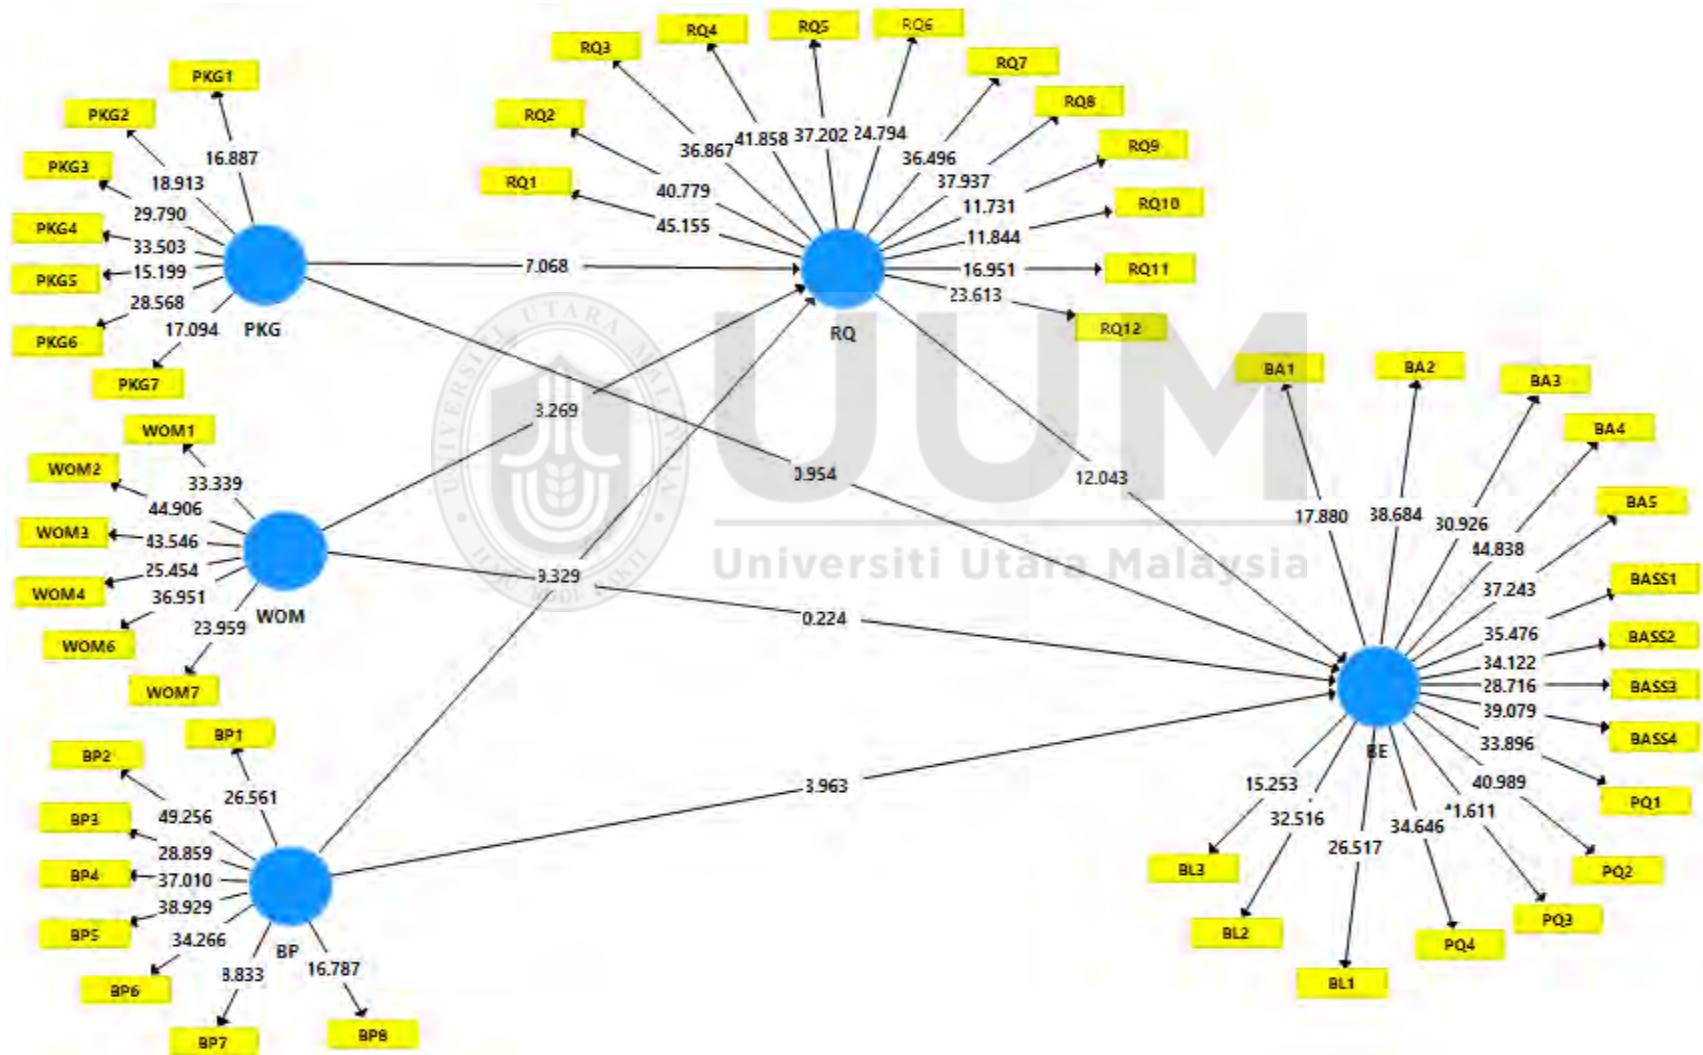 PKG1
PKG2
PKG3
PKG4
PKG5
PKG6
PKG7
16.887
18.913
29.790
33.503
15.199
28.568
17.094
PKG
WOM1
WOM2
WOM3
WOM4
WOM6
WOM7
33.339
44.906
43.546
25.454
36.951
23.959
WOM
BP1
BP2
BP3
BP4
BP5
BP6
BP7
BP8
26.561
49.256
28.859
37.010
38.929
34.266
8.833
16.787
BP
RQ1
RQ2
RQ3
RQ4
RQ5
RQ6
RQ7
RQ8
RQ9
RQ10
RQ11
RQ12
45.155
40.779
36.867
41.858
37.202
24.794
36.496
37.937
11.731
11.844
16.951
23.613
RQ
7.068
3.269
9.329
0.954
0.224
3.963
12.043
BA1
BA2
BA3
BA4
BA5
BASS1
BASS2
BASS3
BASS4
PQ1
PQ2
PQ3
PQ4
BL1
BL2
BL3
17.880
38.684
30.926
44.838
37.243
35.476
34.122
28.716
39.079
33.896
40.989
34.646
26.517
32.516
15.253
BE
UUM
Universiti Utara Malaysia
UNIVERSITI UTARA MALAYSIA